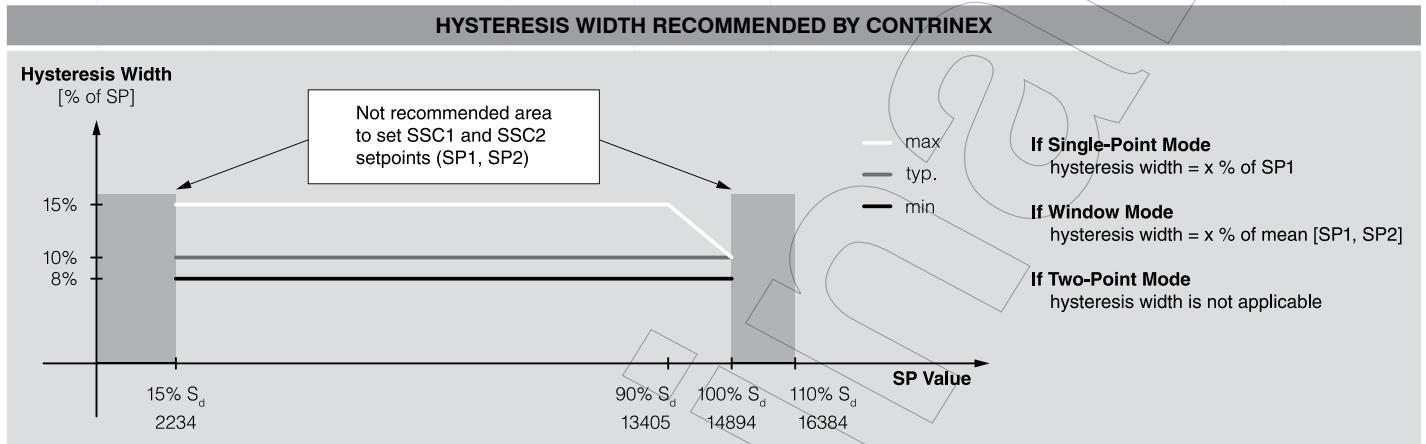 HYSTERESIS WIDTH RECOMMENDED BY CONTRINEX
Hysteresis Width
[% of SP]
Not recommended area
to set SSC1 and SSC2
setpoints (SP1, SP2)
max
typ.
min
If Single-Point Mode
hysteresis width = x % of SP1
If Window Mode
hysteresis width = x % of mean [SP1, SP2]
If Two-Point Mode
hysteresis width is not applicable
15%
10%
8%
SP Value
15% Sd 90% Sd 100% Sd 110% Sd
2234 13405 14894 16384